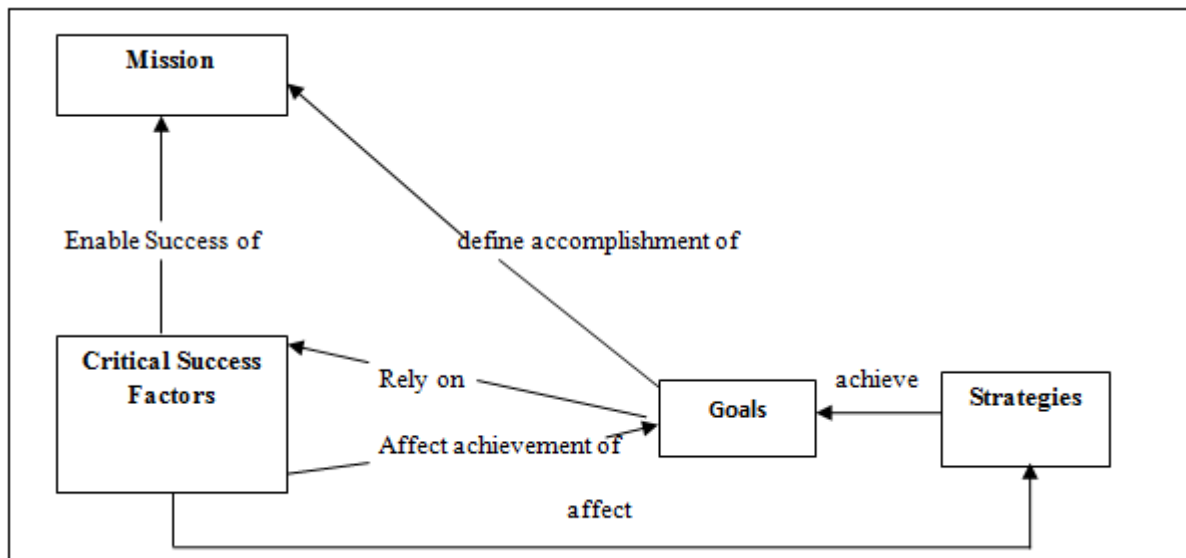 Mission
Enable Success of
define accomplishment of
Critical Success
Factors
Rely on
Affect achievement of
Goals
achieve
Strategies
affect